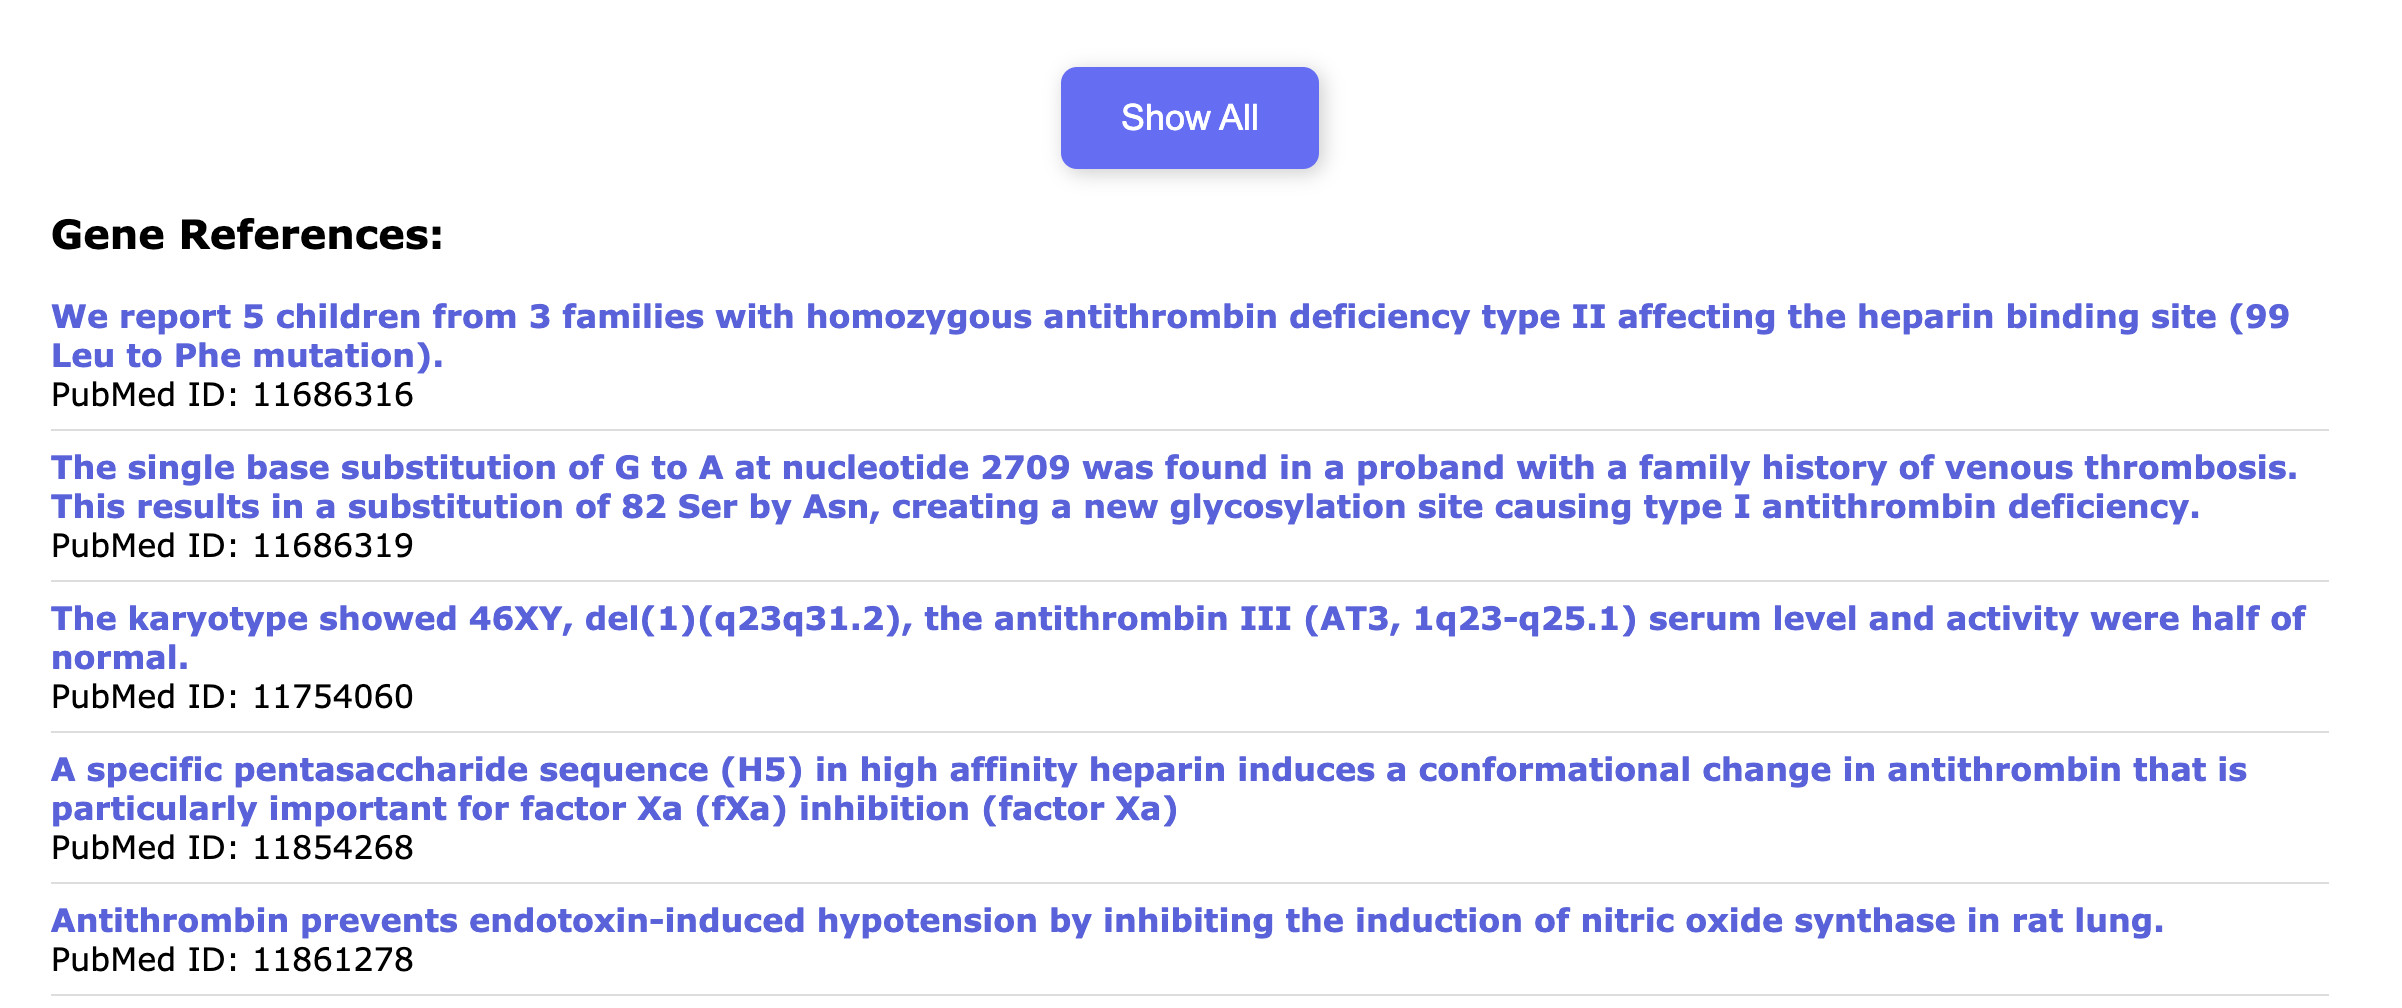 Show All
Gene References:
We report 5 children from 3 families with homozygous antithrombin deficiency type II affecting the heparin binding site (99
Leu to Phe mutation).
PubMed ID: 11686316
The single base substitution of G to A at nucleotide 2709 was found in a proband with a family history of venous thrombosis.
This results in a substitution of 82 Ser by Asn, creating a new glycosylation site causing type I antithrombin deficiency.
PubMed ID: 11686319
The karyotype showed 46XY, del(1)(q23q31.2), the antithrombin III (AT3, 1q23-q25.1) serum level and activity were half of
normal.
PubMed ID: 11754060
A specific pentasaccharide sequence (H5) in high affinity heparin induces a conformational change in antithrombin that is
particularly important for factor Xa (fXa) inhibition (factor Xa)
PubMed ID: 11854268
Antithrombin prevents endotoxin-induced hypotension by inhibiting the induction of nitric oxide synthase in rat lung.
PubMed ID: 11861278